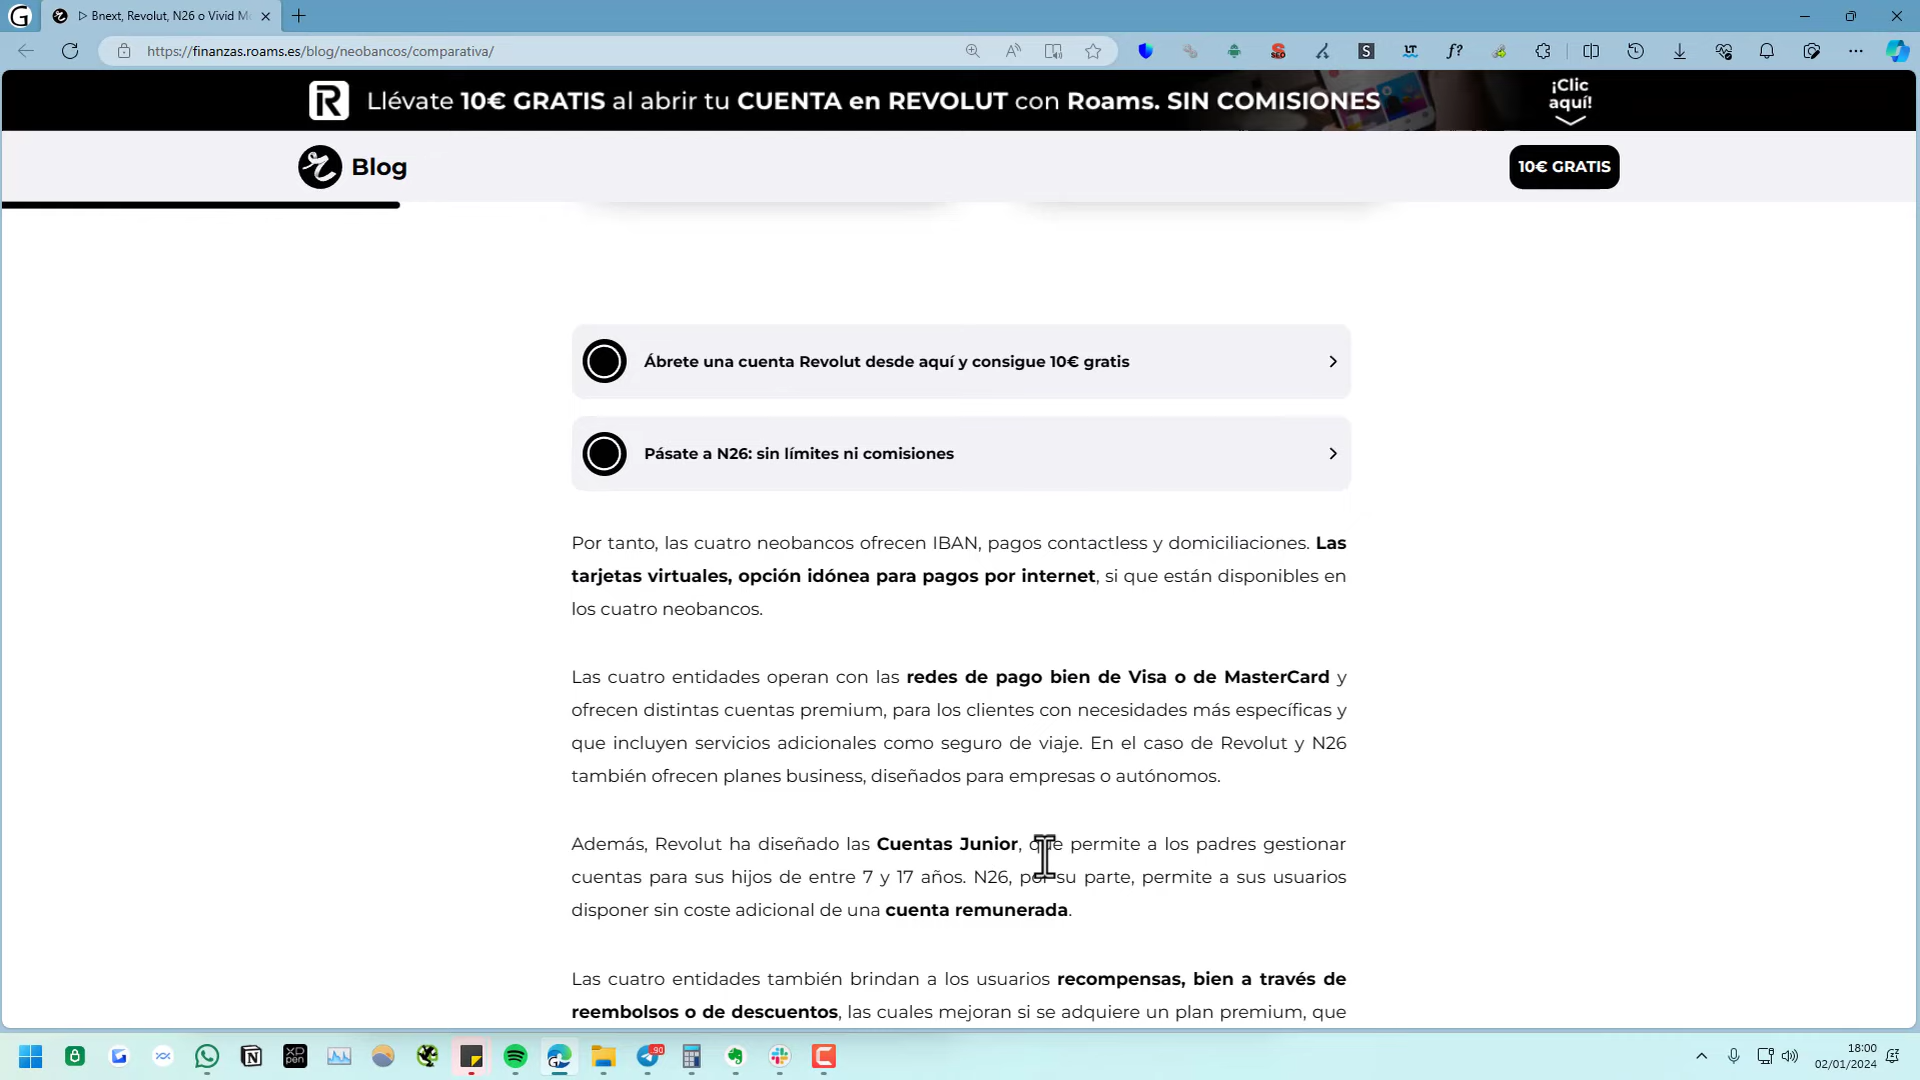 ▷ Bnext, Revolut, N26 o Vivid M
https://finanzas.roams.es/blog/neobancos/comparativa/
Llévate 10€ GRATIS al abrir tu CUENTA en REVOLUT con Roams. SIN COMISIONES
¡Clic
aquí!
Blog
10€ GRATIS
Ábrete una cuenta Revolut desde aquí y consigue 10€ gratis
Pásate a N26: sin límites ni comisiones
Por tanto, las cuatro neobancos ofrecen IBAN, pagos contactless y domiciliaciones. Las
tarjetas virtuales, opción idónea para pagos por internet, si que están disponibles en
los cuatro neobancos.
Las cuatro entidades operan con las redes de pago bien de Visa o de MasterCard y
ofrecen distintas cuentas premium, para los clientes con necesidades más específicas y
que incluyen servicios adicionales como seguro de viaje. En el caso de Revolut y N26
también ofrecen planes business, diseñados para empresas o autónomos.
Además, Revolut ha diseñado las Cuentas Junior, que permite a los padres gestionar
cuentas para sus hijos de entre 7 y 17 años. N26, por su parte, permite a sus usuarios
disponer sin coste adicional de una cuenta remunerada.
Las cuatro entidades también brindan a los usuarios recompensas, bien a través de
reembolsos o de descuentos, las cuales mejoran si se adquiere un plan premium, que
18:00
02/01/2024